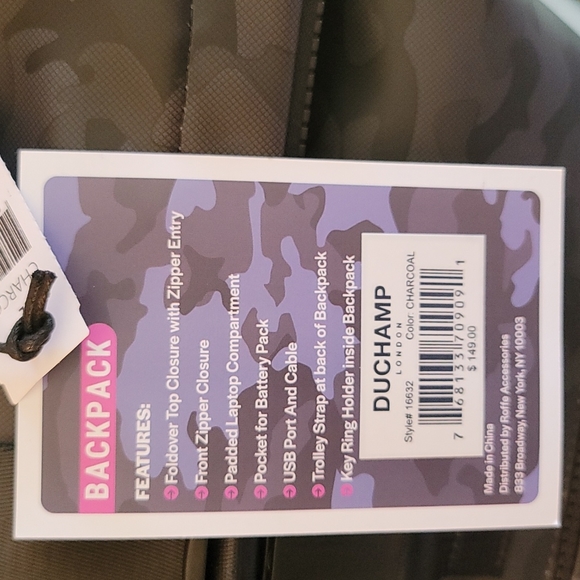 BACKPACK
FEATURES:
Foldover Top Closure with Zipper Entry
Front Zipper Closure
Padded Laptop Compartment
Pocket for Battery Pack
USB Port And Cable
Trolley Strap at back of Backpack
Key Ring Holder Inside Backpack
DUCHAMP
LONDON
Style# 16632 Color: CHARCOAL
7 68133 70909 1
$ 149.00
Made in China
Distributed by Roffe Accessories
833 Broadway, New York, NY 10003